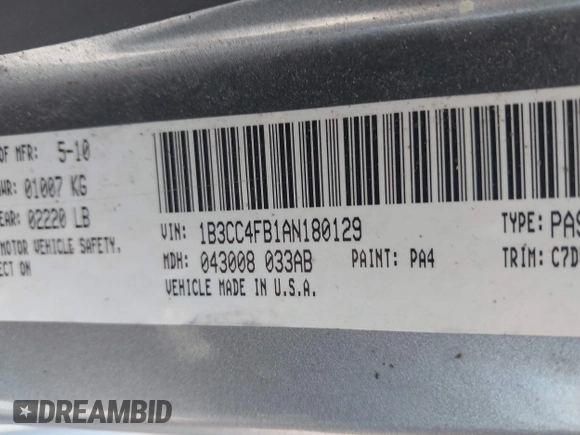 OF MFR: 5-10
WR: 01007 KG
EAR: 02220 LB
MOTOR VEHICLE SAFETY,
ECT ON
VIN: 1B3CC4FB1AN180129
TYPE: PAS
MDH: 043008 033AB
PAINT: PA4
TRIM: C7D
VEHICLE MADE IN U.S.A.
DREAMBID